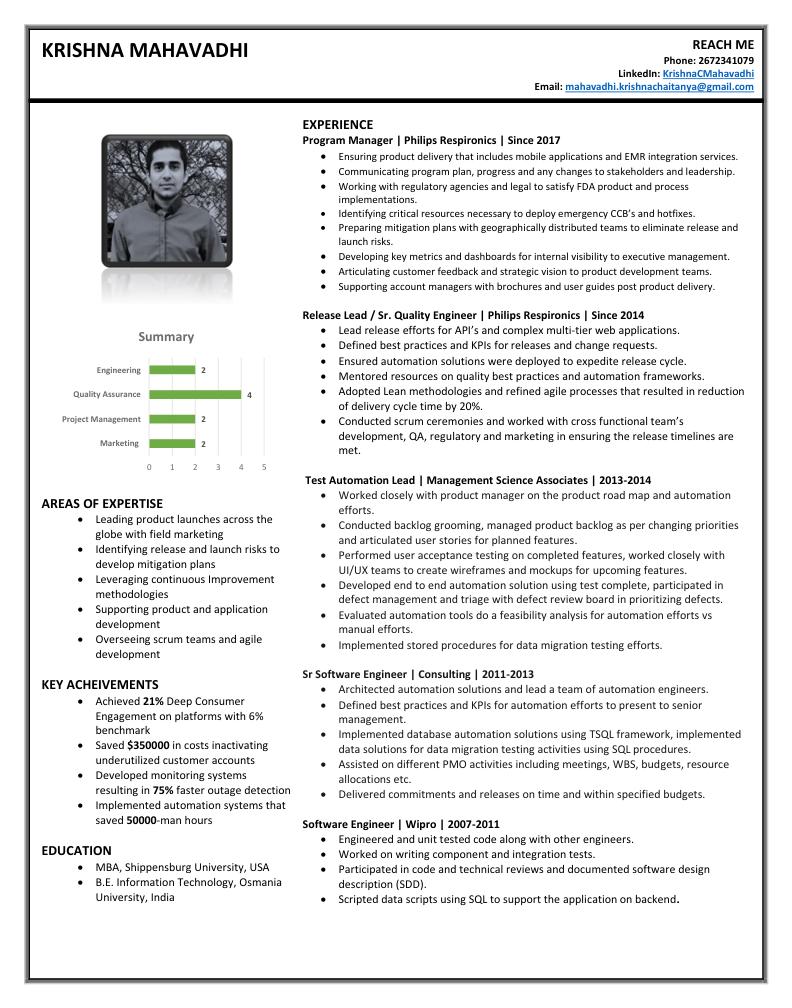 KRISHNA MAHAVADHI
REACH ME
Phone: 2672341079
LinkedIn: KrishnaCMahavadhi
Email: mahavadhi.krishnachaitanya@gmail.com
Summary
Engineering 2
Quality Assurance 4
Project Management 2
Marketing 2
0 1 2 3 4 5
AREAS OF EXPERTISE
• Leading product launches across the
globe with field marketing
• Identifying release and launch risks to
develop mitigation plans
• Leveraging continuous Improvement
methodologies
• Supporting product and application
development
• Overseeing scrum teams and agile
development
KEY ACHEIVEMENTS
• Achieved 21% Deep Consumer
Engagement on platforms with 6%
benchmark
• Saved $350000 in costs inactivating
underutilized customer accounts
• Developed monitoring systems
resulting in 75% faster outage detection
• Implemented automation systems that
saved 50000-man hours
EDUCATION
• MBA, Shippensburg University, USA
• B.E. Information Technology, Osmania
University, India
EXPERIENCE
Program Manager | Philips Respironics | Since 2017
• Ensuring product delivery that includes mobile applications and EMR integration services.
• Communicating program plan, progress and any changes to stakeholders and leadership.
• Working with regulatory agencies and legal to satisfy FDA product and process
implementations.
• Identifying critical resources necessary to deploy emergency CCB's and hotfixes.
• Preparing mitigation plans with geographically distributed teams to eliminate release and
launch risks.
• Developing key metrics and dashboards for internal visibility to executive management.
• Articulating customer feedback and strategic vision to product development teams.
• Supporting account managers with brochures and user guides post product delivery.
Release Lead / Sr. Quality Engineer | Philips Respironics | Since 2014
• Lead release efforts for API's and complex multi-tier web applications.
• Defined best practices and KPIs for releases and change requests.
• Ensured automation solutions were deployed to expedite release cycle.
• Mentored resources on quality best practices and automation frameworks.
• Adopted Lean methodologies and refined agile processes that resulted in reduction
of delivery cycle time by 20%.
• Conducted scrum ceremonies and worked with cross functional team's
development, QA, regulatory and marketing in ensuring the release timelines are
met.
Test Automation Lead | Management Science Associates | 2013-2014
• Worked closely with product manager on the product road map and automation
efforts.
• Conducted backlog grooming, managed product backlog as per changing priorities
and articulated user stories for planned features.
• Performed user acceptance testing on completed features, worked closely with
UI/UX teams to create wireframes and mockups for upcoming features.
• Developed end to end automation solution using test complete, participated in
defect management and triage with defect review board in prioritizing defects.
• Evaluated automation tools do a feasibility analysis for automation efforts vs
manual efforts.
• Implemented stored procedures for data migration testing efforts.
Sr Software Engineer | Consulting | 2011-2013
• Architected automation solutions and lead a team of automation engineers.
• Defined best practices and KPIs for automation efforts to present to senior
management.
• Implemented database automation solutions using TSQL framework, implemented
data solutions for data migration testing activities using SQL procedures.
• Assisted on different PMO activities including meetings, WBS, budgets, resource
allocations etc.
• Delivered commitments and releases on time and within specified budgets.
Software Engineer | Wipro | 2007-2011
• Engineered and unit tested code along with other engineers.
• Worked on writing component and integration tests.
• Participated in code and technical reviews and documented software design
description (SDD).
• Scripted data scripts using SQL to support the application on backend.